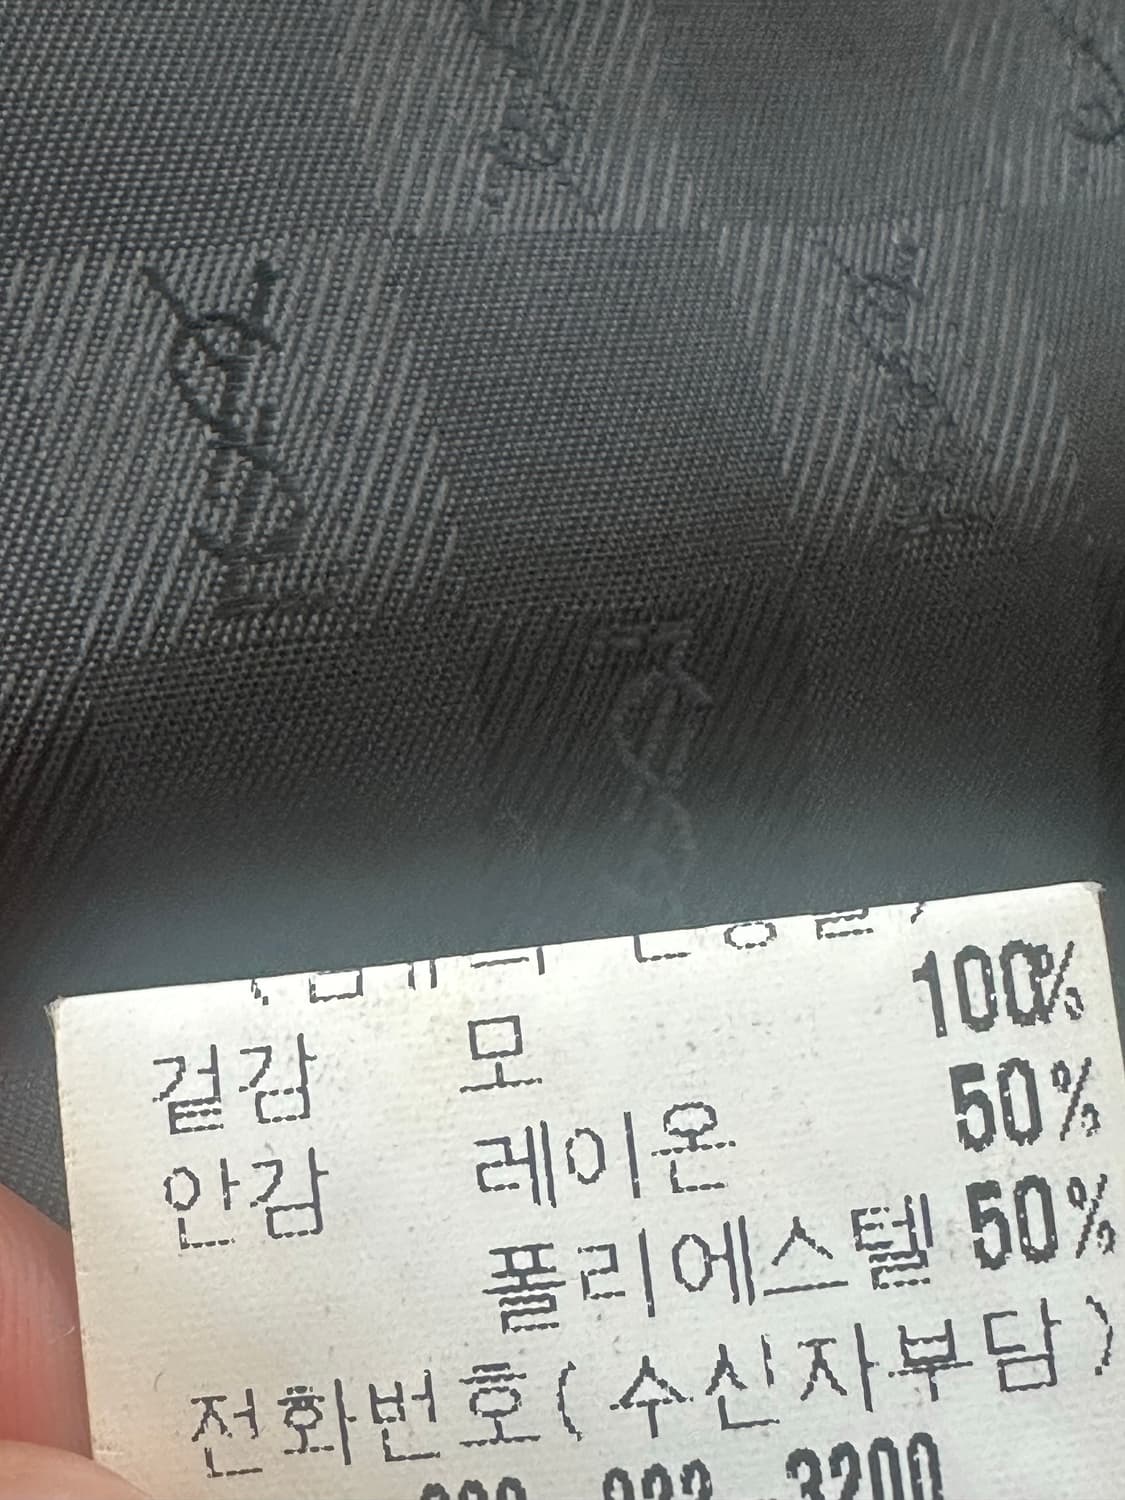 겉감 모 100%
안감 레이온 50%
폴리에스텔 50%
전화번호(수신자부담)
3200